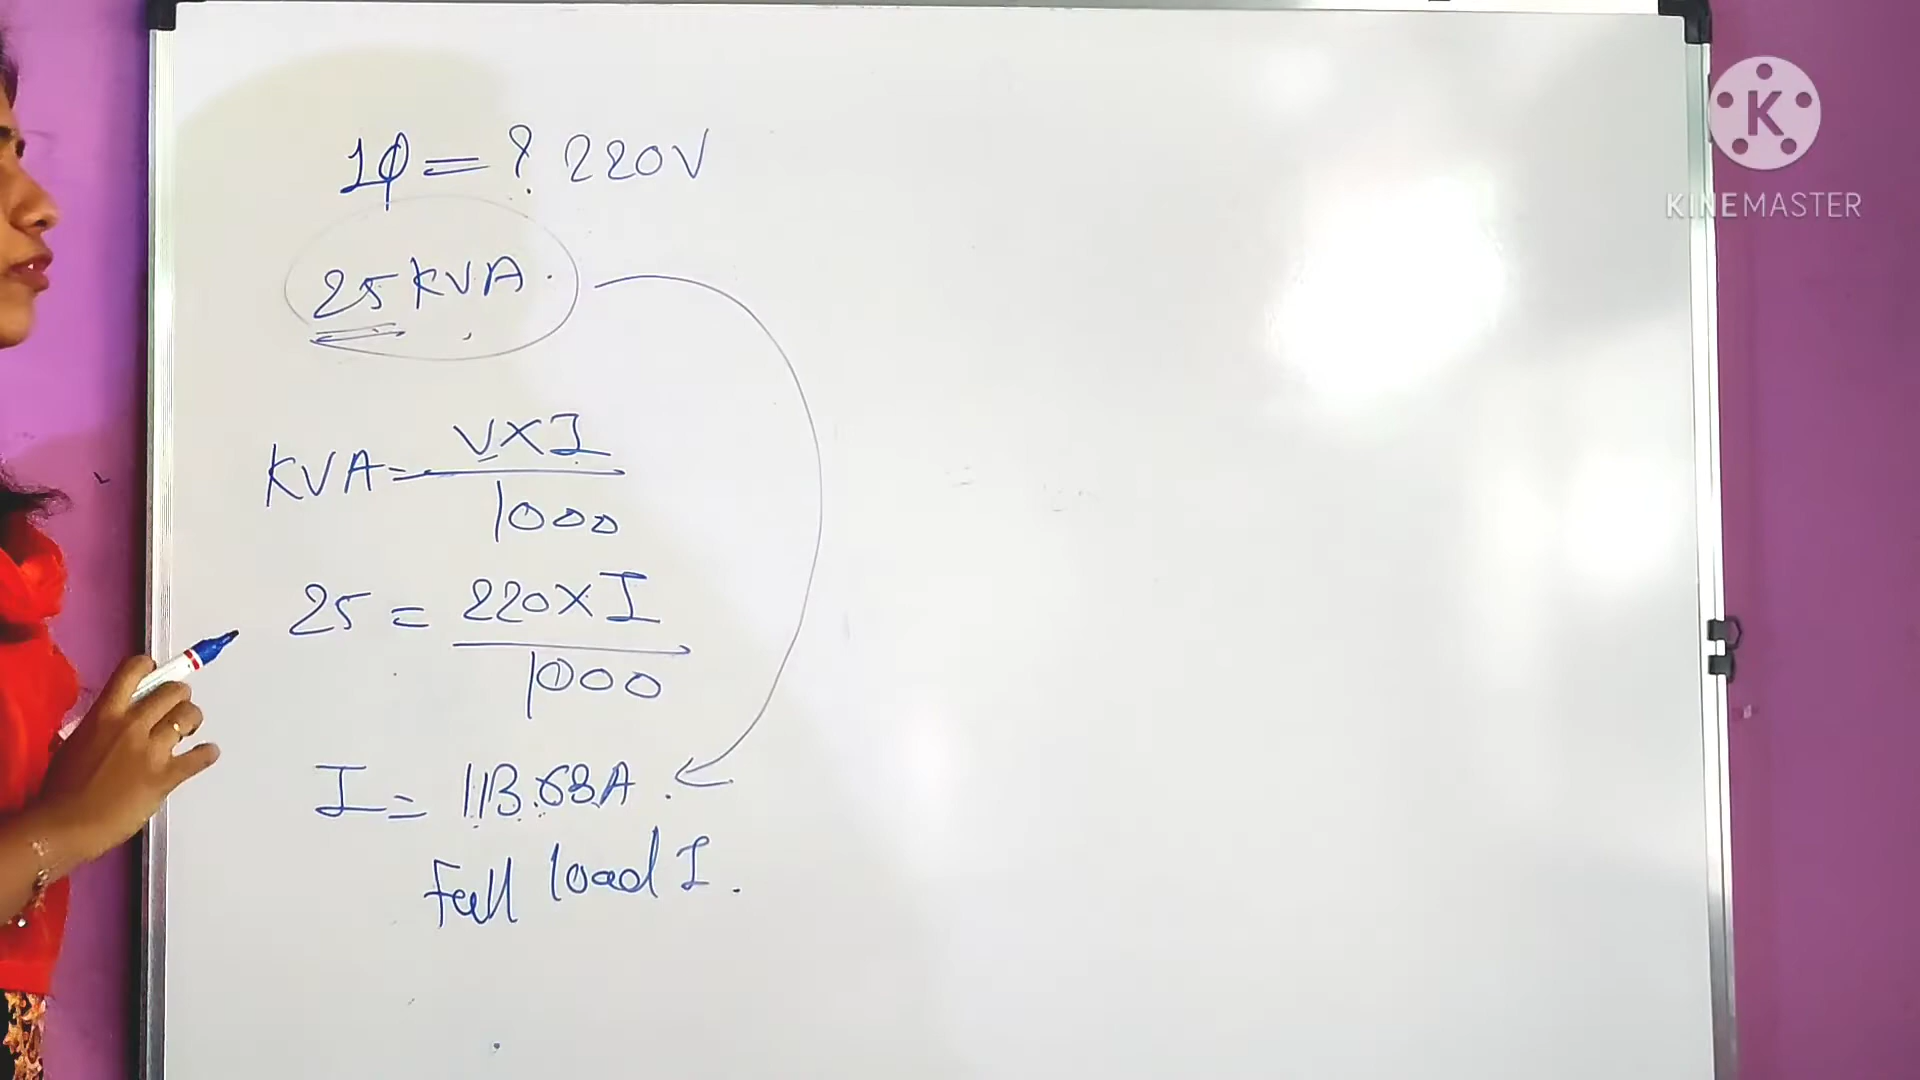 1φ = ? 220V
25 KVA.
KVA = V×I / 1000
25 = 220×I / 1000
I = 113.63A.
Full load I.
K
KINEMASTER